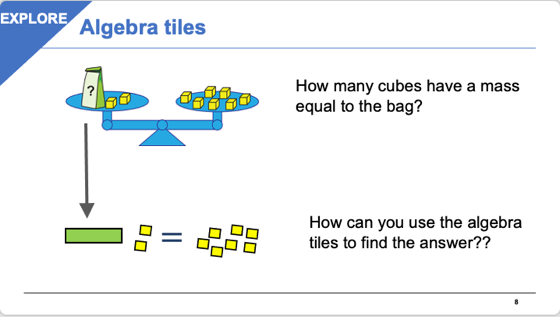 EXPLORE
Algebra tiles
?
How many cubes have a mass
equal to the bag?
=
How can you use the algebra
tiles to find the answer??
8